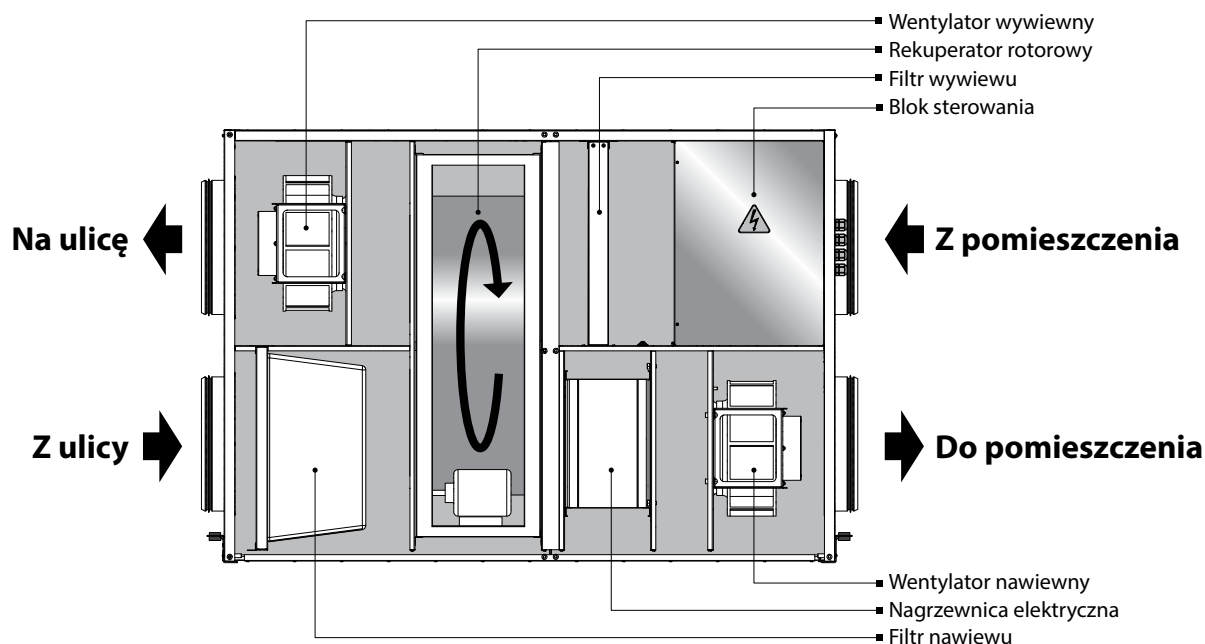 Wentylator wywiewny
Rekuperator rotorowy
Filtr wywiewu
Blok sterowania
Na ulicę
Z pomieszczenia
Z ulicy
Do pomieszczenia
Wentylator nawiewny
Nagrzewnica elektryczna
Filtr nawiewu